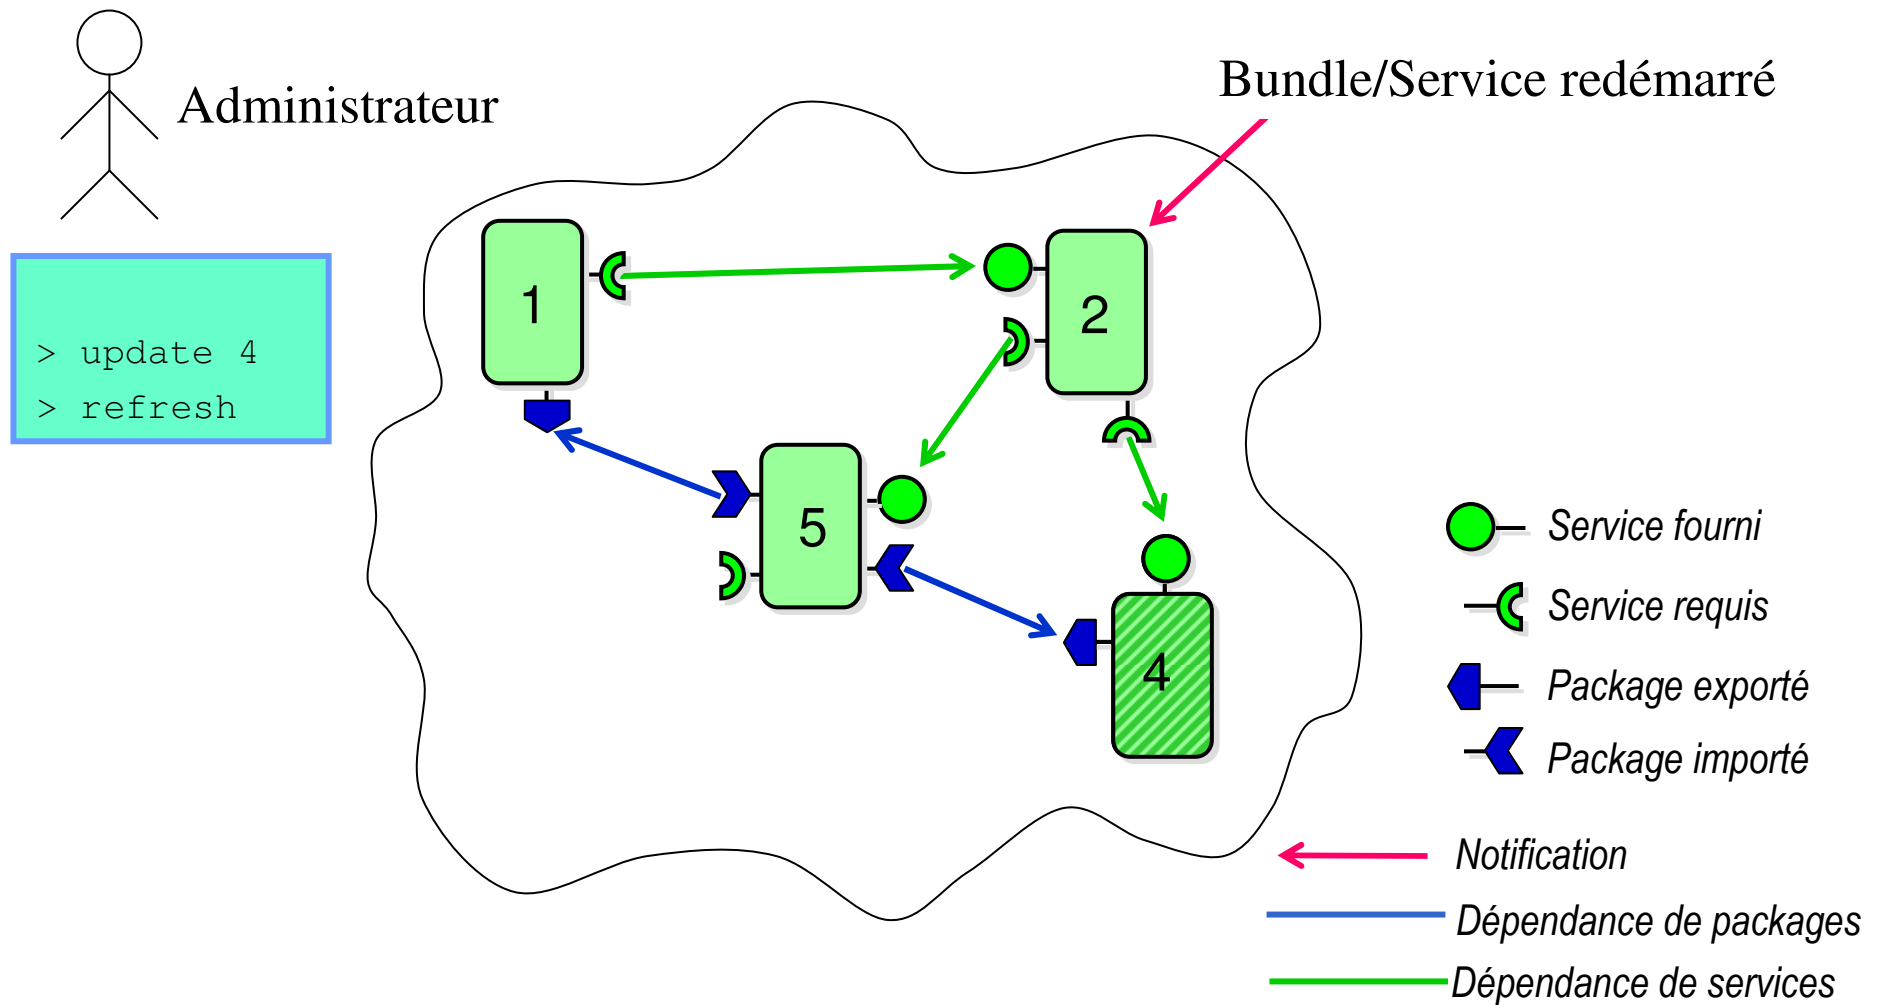 Administrateur
Bundle/Service redémarré
> update 4
> refresh
1
2
5
4
Service fourni
Service requis
Package exporté
Package importé
Notification
Dépendance de packages
Dépendance de services